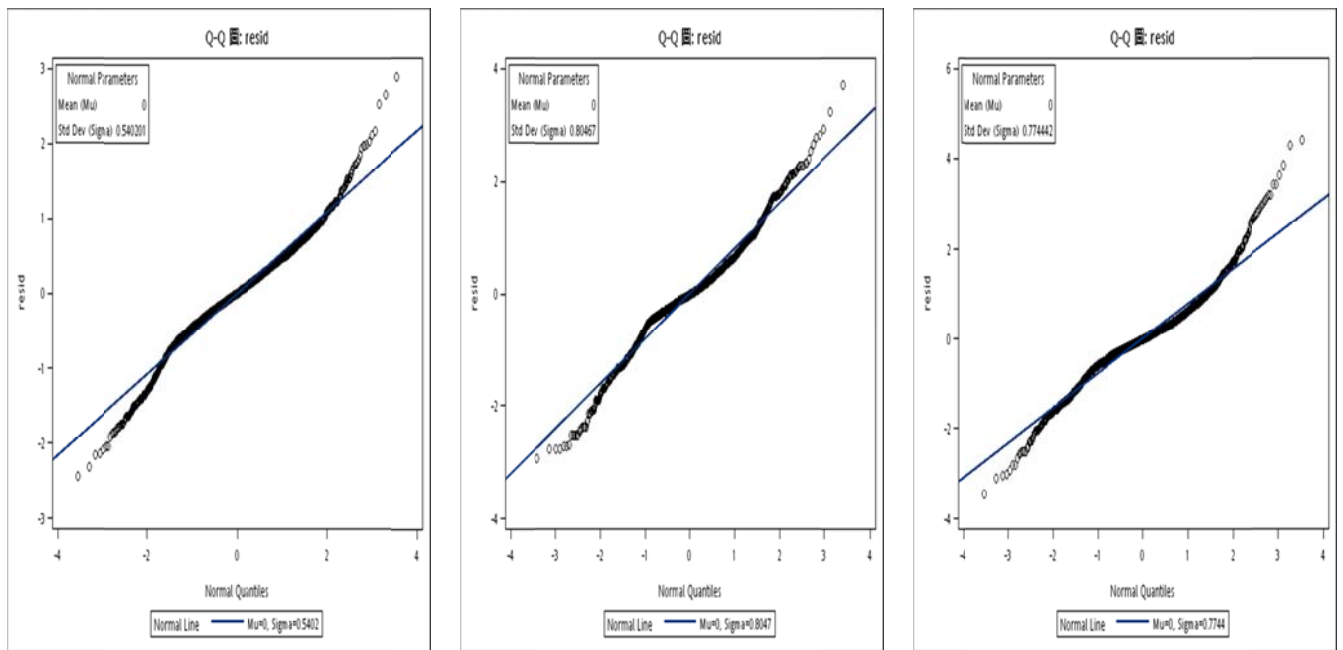 Q-Q 圖: resid
Normal Parameters
Mean (Mu) 0
Std Dev (Sigma) 0.540201
3
2
1
0
-1
-2
-3
resid
-4 -2 0 2 4
Normal Quantiles
Normal Line Mu=0, Sigma=0.5402
Q-Q 圖: resid
Normal Parameters
Mean (Mu) 0
Std Dev (Sigma) 0.80467
4
2
0
-2
-4
resid
-4 -3 -2 -1 0 1 2 3 4
Normal Quantiles
Normal Line Mu=0, Sigma=0.8047
Q-Q 圖: resid
Normal Parameters
Mean (Mu) 0
Std Dev (Sigma) 0.774442
6
4
2
0
-2
-4
resid
-4 -3 -2 -1 0 1 2 3 4
Normal Quantiles
Normal Line Mu=0, Sigma=0.7744